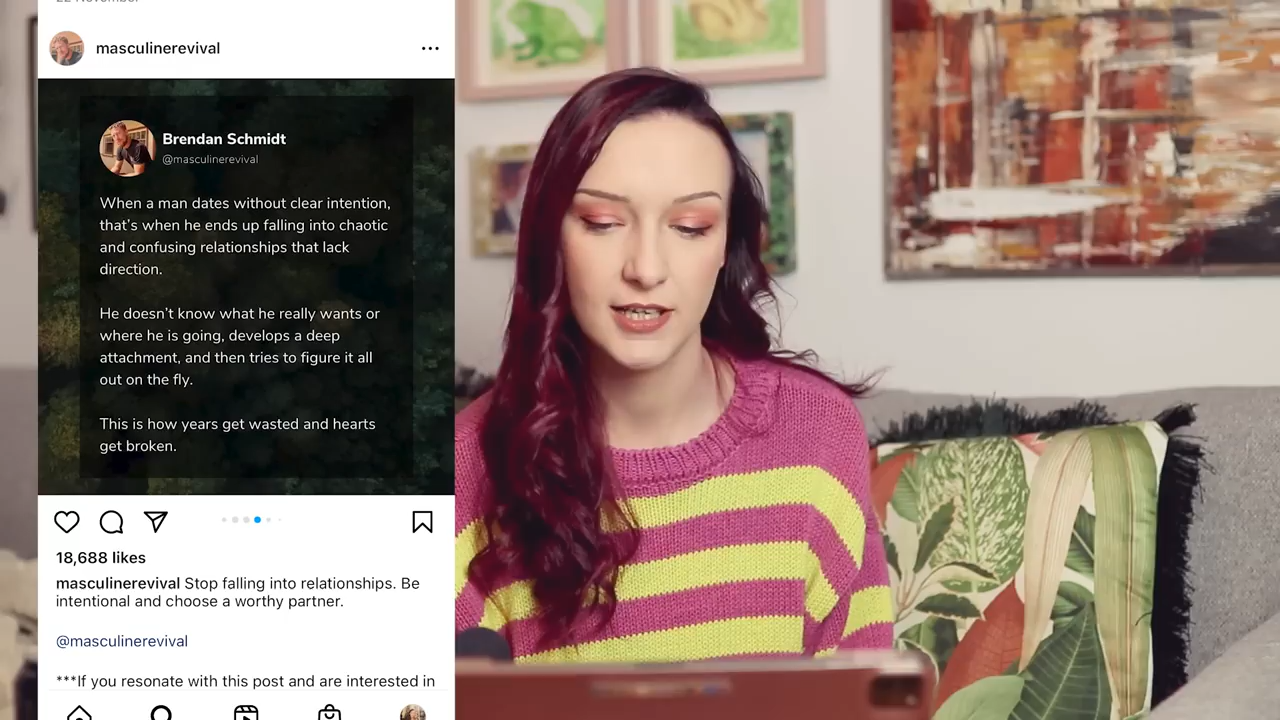 22 November
masculinerevival
Brendan Schmidt
@masculinerevival
When a man dates without clear intention,
that's when he ends up falling into chaotic
and confusing relationships that lack
direction.
He doesn't know what he really wants or
where he is going, develops a deep
attachment, and then tries to figure it all
out on the fly.
This is how years get wasted and hearts
get broken.
18,688 likes
masculinerevival Stop falling into relationships. Be
intentional and choose a worthy partner.
@masculinerevival
***If you resonate with this post and are interested in